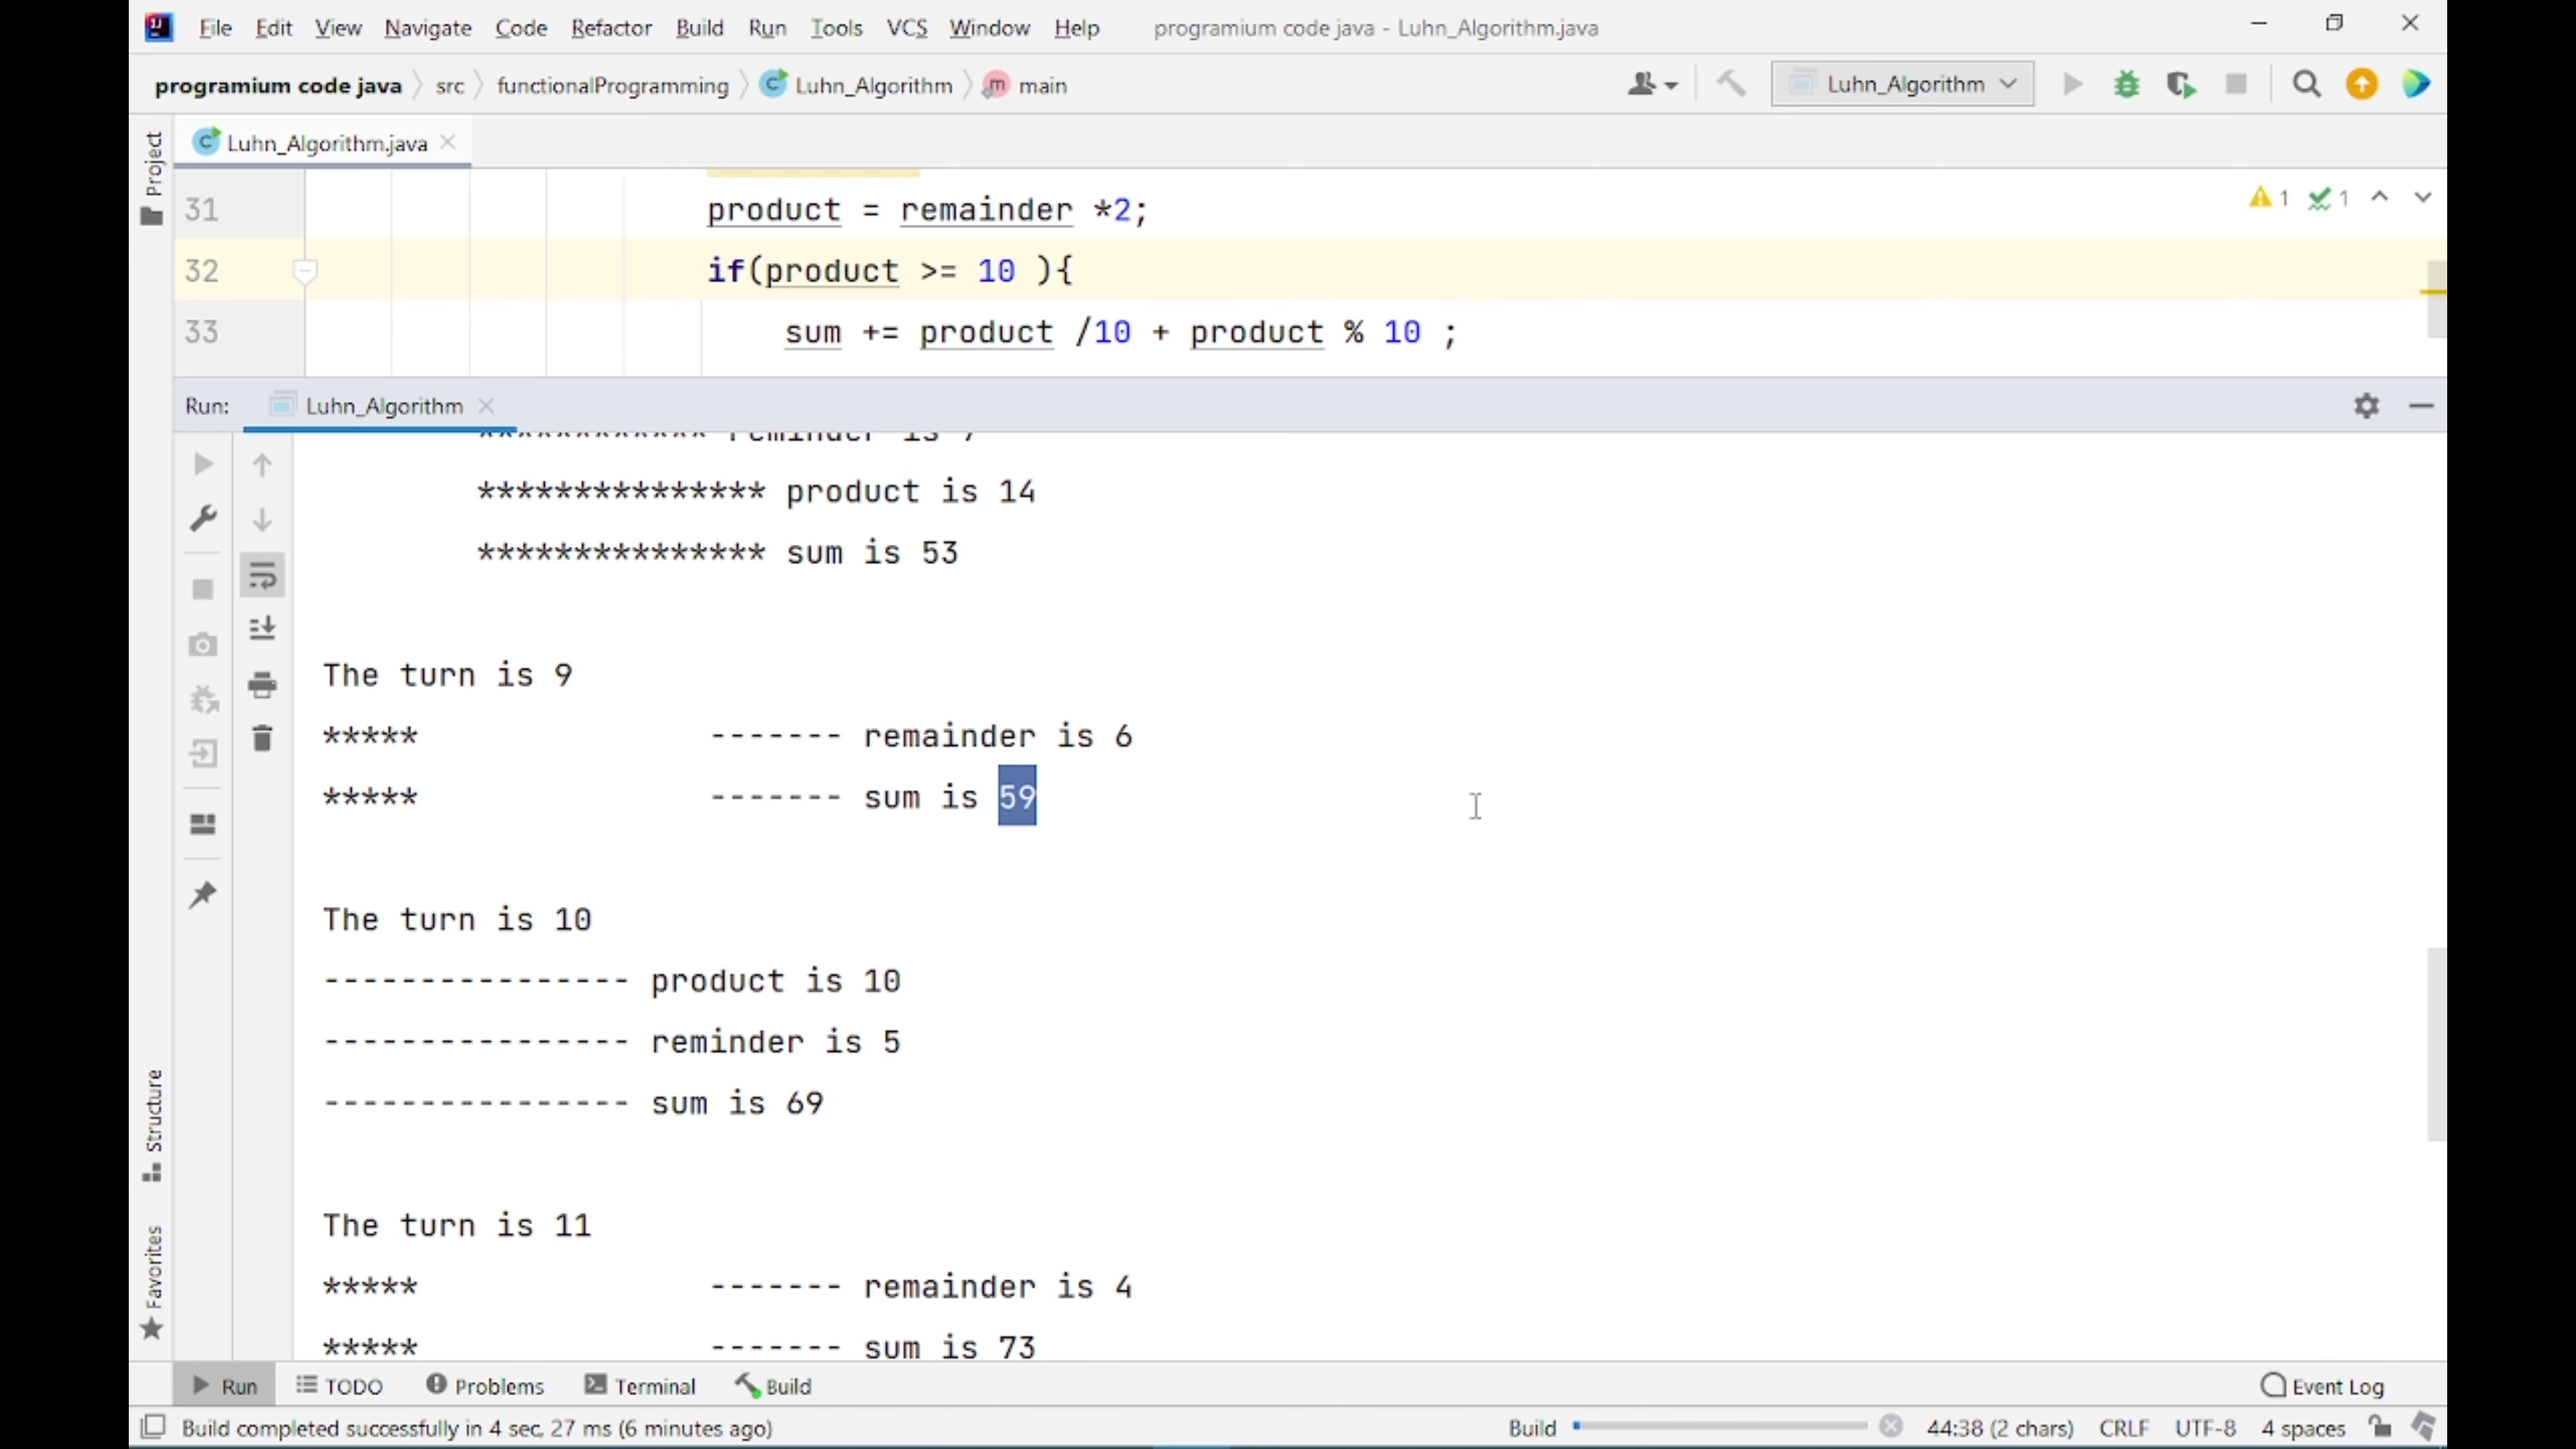 File Edit View Navigate Code Refactor Build Run Tools VCS Window Help programium code java - Luhn_Algorithm.java
programium code java src functionalProgramming Luhn_Algorithm main Luhn_Algorithm
Project
Luhn_Algorithm.java
31 product = remainder *2; 1 1
32 if(product >= 10 ){
33 sum += product /10 + product % 10 ;
Run: Luhn_Algorithm
************ reminder is 7
*************** product is 14
*************** sum is 53
The turn is 9
***** ------- remainder is 6
***** ------- sum is 59
The turn is 10
---------------- product is 10
---------------- reminder is 5
---------------- sum is 69
The turn is 11
***** ------- remainder is 4
***** ------- sum is 73
Structure
Favorites
Run TODO Problems Terminal Build Event Log
Build completed successfully in 4 sec, 27 ms (6 minutes ago) Build 44:38 (2 chars) CRLF UTF-8 4 spaces